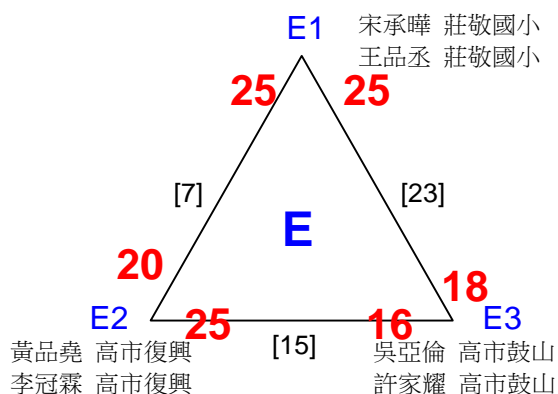 E1
宋承曄 莊敬國小
王品丞 莊敬國小
25 25
[7] [23]
E
20 18
E2 25 16 E3
[15]
黃品堯 高市復興
李冠霖 高市復興
吳亞倫 高市鼓山
許家耀 高市鼓山